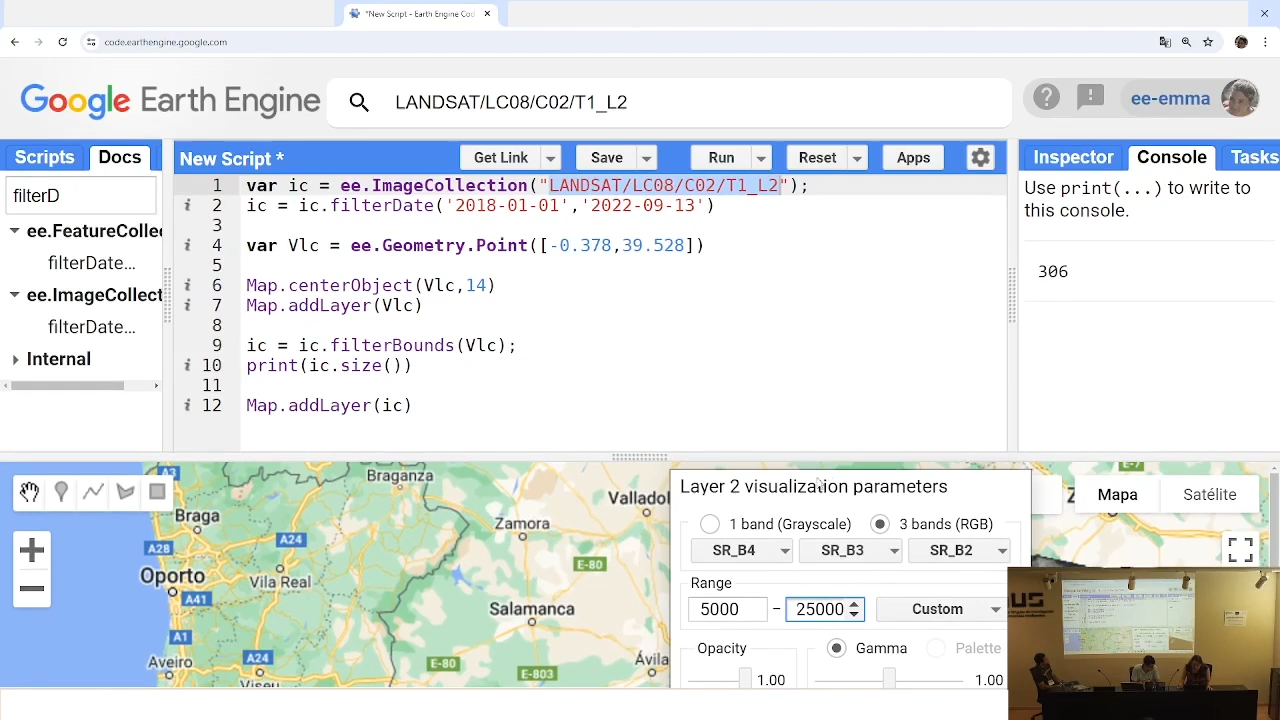 *New Script - Earth Engine Cod
code.earthengine.google.com
Google Earth Engine
LANDSAT/LC08/C02/T1_L2
ee-emma
Scripts Docs
New Script *
Get Link
Save
Run
Reset
Apps
Inspector Console Tasks
filterD
ee.FeatureCollec
filterDate...
ee.ImageCollect
filterDate...
Internal
1 var ic = ee.ImageCollection("LANDSAT/LC08/C02/T1_L2");
i 2 ic = ic.filterDate('2018-01-01','2022-09-13')
3
i 4 var Vlc = ee.Geometry.Point([-0.378,39.528])
5
i 6 Map.centerObject(Vlc,14)
i 7 Map.addLayer(Vlc)
8
9 ic = ic.filterBounds(Vlc);
i 10 print(ic.size())
11
i 12 Map.addLayer(ic)
Use print(...) to write to
this console.
306
A3
Braganza
Braga
A28
A24
Oporto
Vila Real
A41
A1
Aveiro
A24
Viseu
Zamora
Valladol
E-80
Salamanca
E-80
E-803
Ávila
E-7
Z
Layer 2 visualization parameters
1 band (Grayscale) 3 bands (RGB)
SR_B4 SR_B3 SR_B2
Range
5000 – 25000 Custom
Opacity Gamma Palette
1.00 1.00
Mapa Satélite